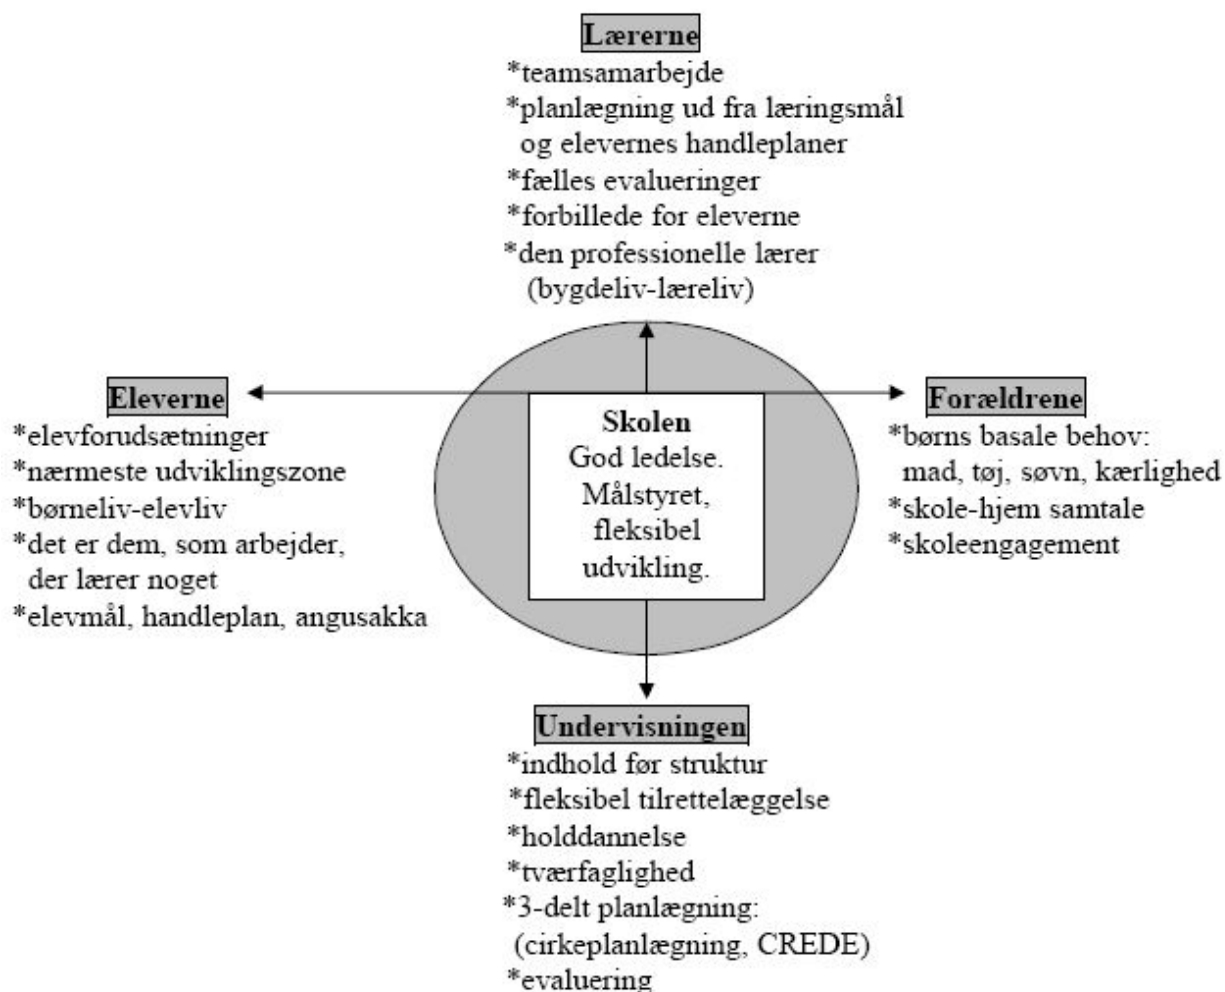 Lærerne
*teamsamarbejde
*planlægning ud fra læringsmål
og elevernes handleplaner
*fælles evalueringer
*forbillede for eleverne
*den professionelle lærer
(bygdeliv-læreliv)
Eleverne
*elevforudsætninger
*nærmeste udviklingszone
*børneliv-elevliv
*det er dem, som arbejder,
der lærer noget
*elevmål, handleplan, angusakka
Skolen
God ledelse.
Målstyret,
fleksibel
udvikling.
Forældrene
*børns basale behov:
mad, tøj, søvn, kærlighed
*skole-hjem samtale
*skoleengagement
Undervisningen
*indhold før struktur
*fleksibel tilrettelæggelse
*holddannelse
*tværfaglighed
*3-delt planlægning:
(cirkeplanlægning, CREDE)
*evaluering